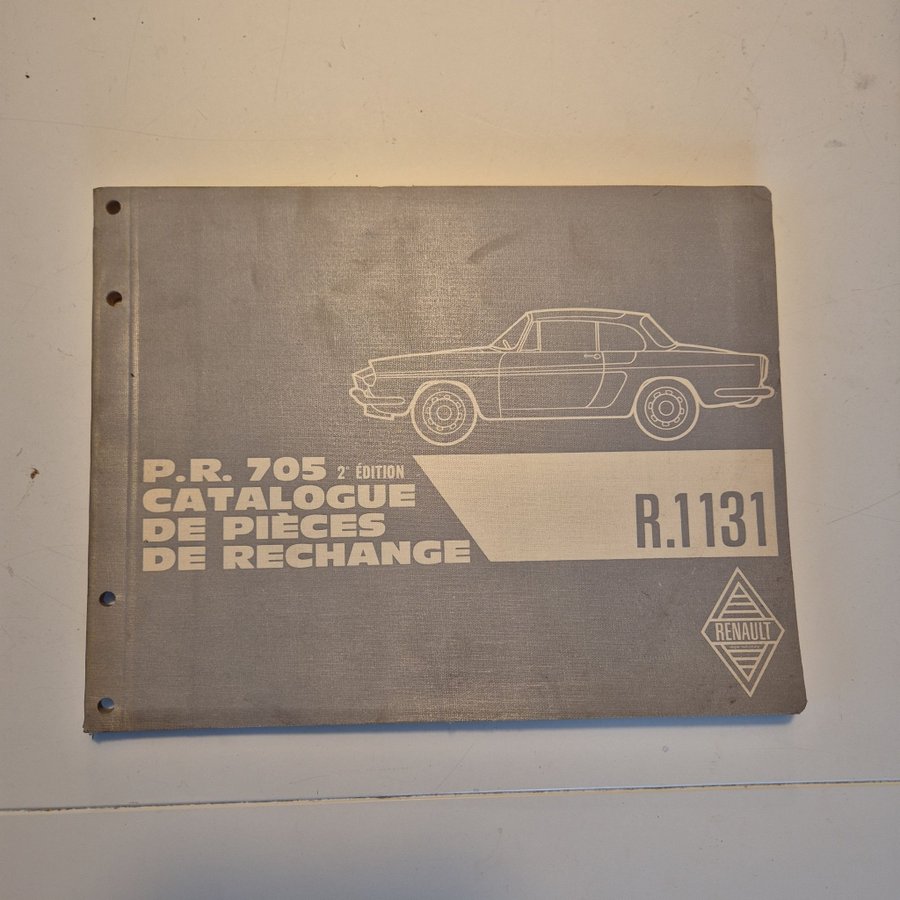 P.R. 705 2e ÉDITION
CATALOGUE
DE PIÈCES
DE RECHANGE
R.1131
RENAULT